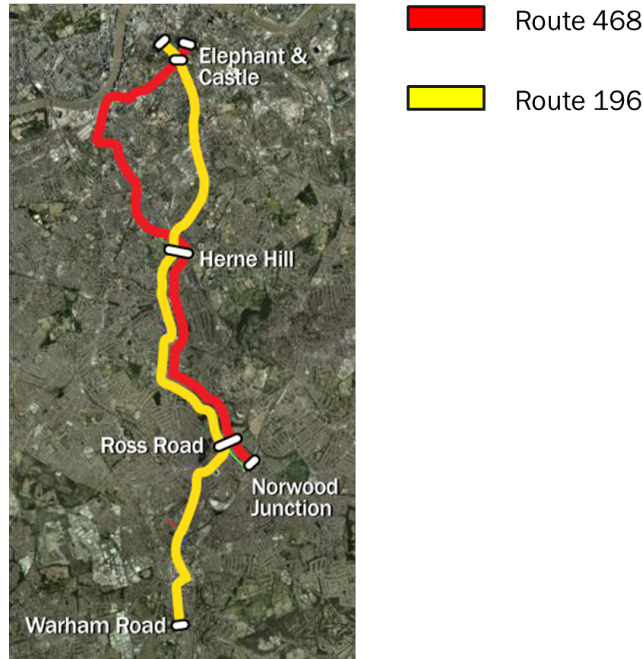 Route 468
Route 196
Elephant &
Castle
Herne Hill
Ross Road
Norwood
Junction
Warham Road